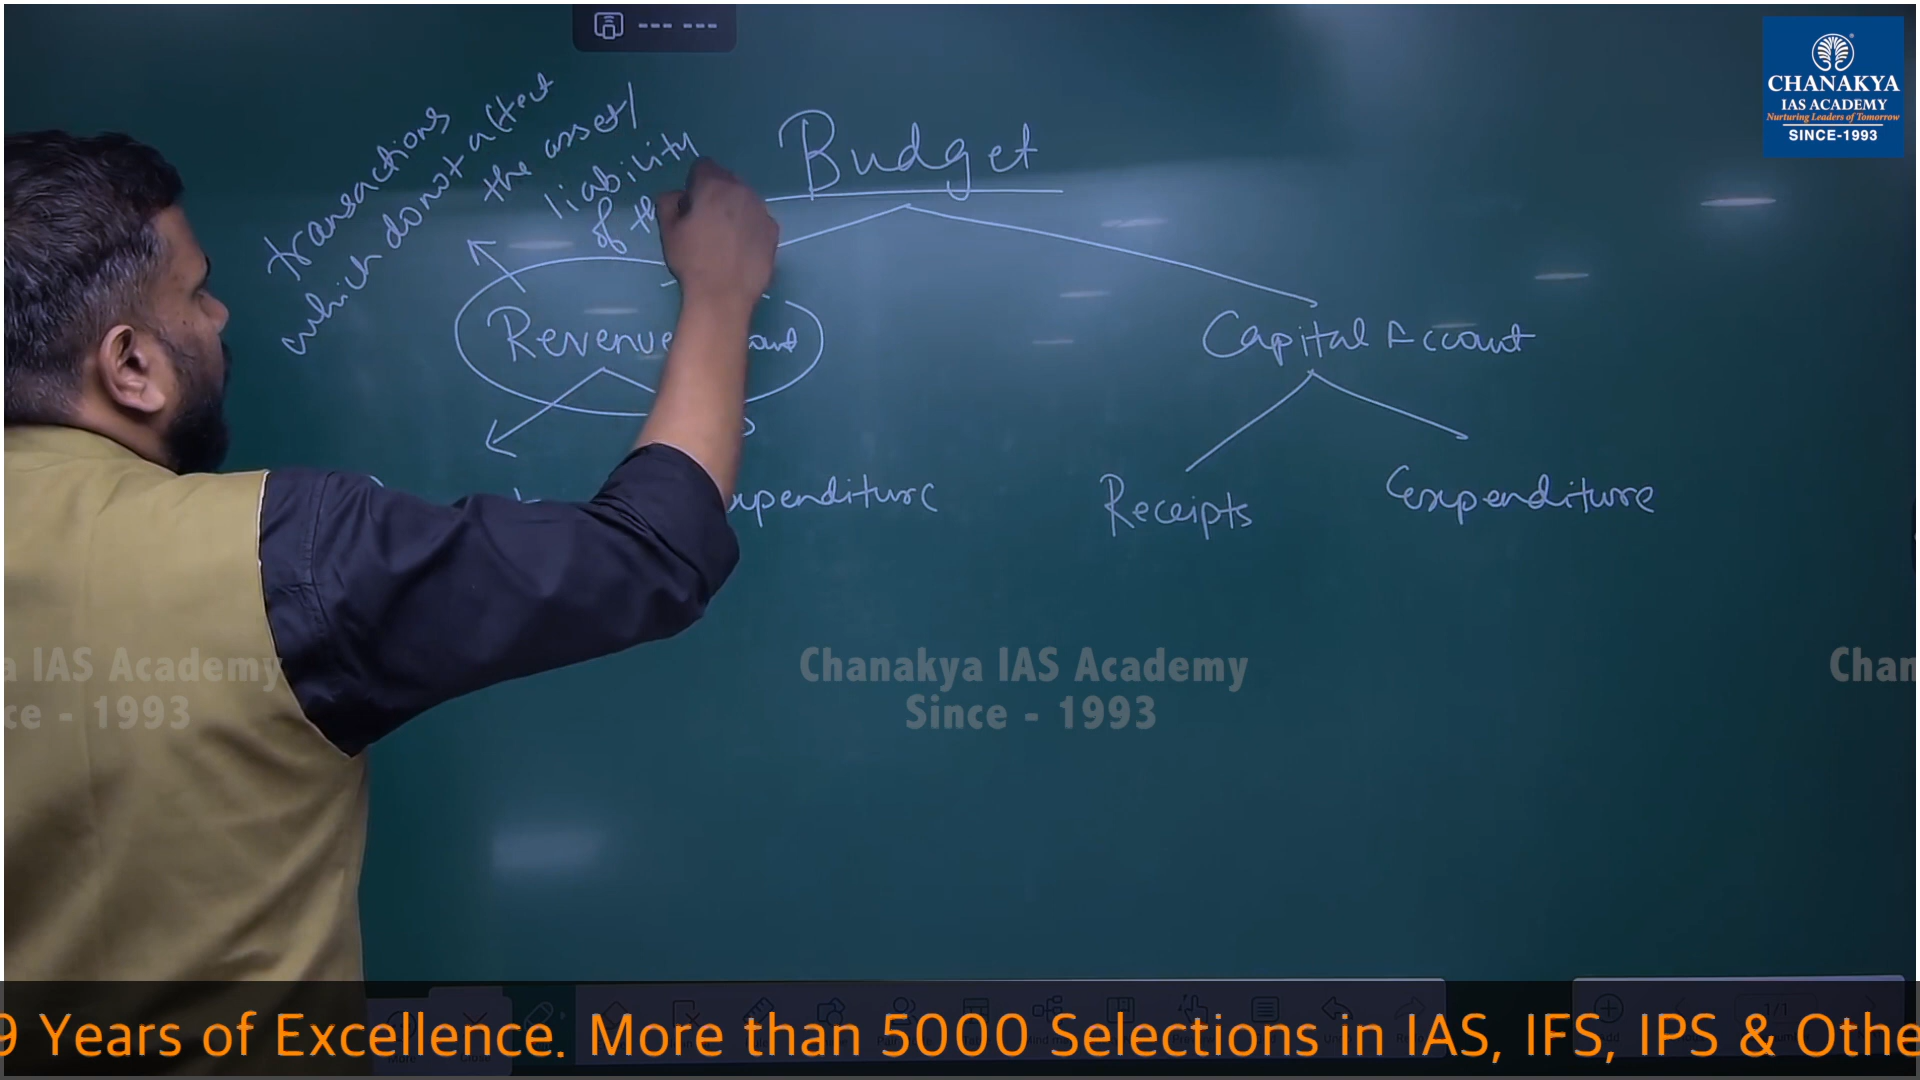 CHANAKYA
IAS ACADEMY
Nurturing Leaders of Tomorrow
SINCE-1993
transactions
which donot affect
the asset/
liability
of th
Budget
Revenue
Capital Account
Receipts
Expenditure
xpenditure
a IAS Academy
ce - 1993
Chanakya IAS Academy
Since - 1993
Chan
1/1
9 Years of Excellence. More than 5000 Selections in IAS, IFS, IPS & Othe